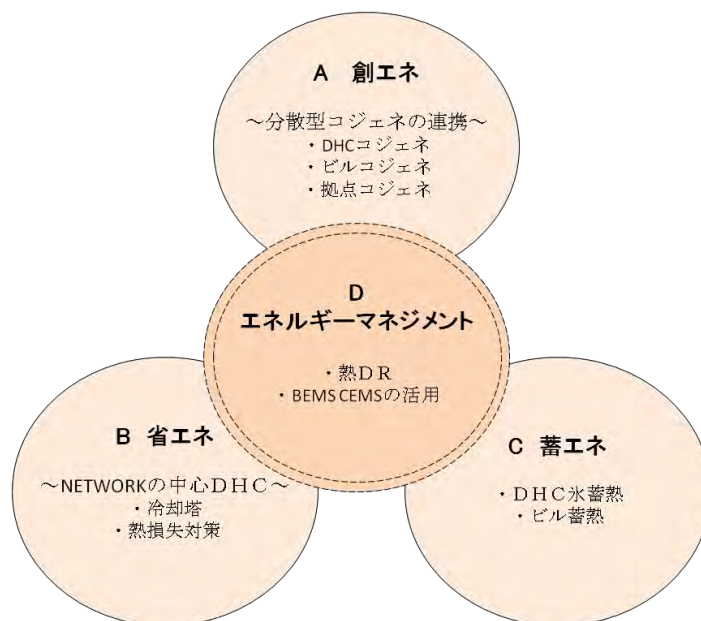 A 創エネ
～分散型コジェネの連携～
・DHCコジェネ
・ビルコジェネ
・拠点コジェネ
D
エネルギーマネジメント
・熱ＤＲ
・BEMS CEMSの活用
B 省エネ
～NETWORKの中心ＤＨＣ～
・冷却塔
・熱損失対策
C 蓄エネ
・ＤＨＣ氷蓄熱
・ビル蓄熱